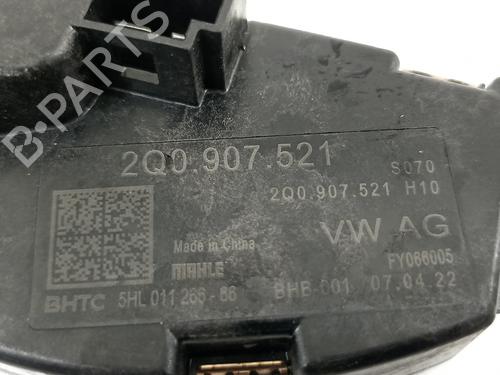 2Q0.907.521
S070
2Q0.907.521 H10
Made in China
VW AG
MAHLE
FY066005
BHTC 5HL 011 266-86 BHB-001 07.04.22
B-PARTS